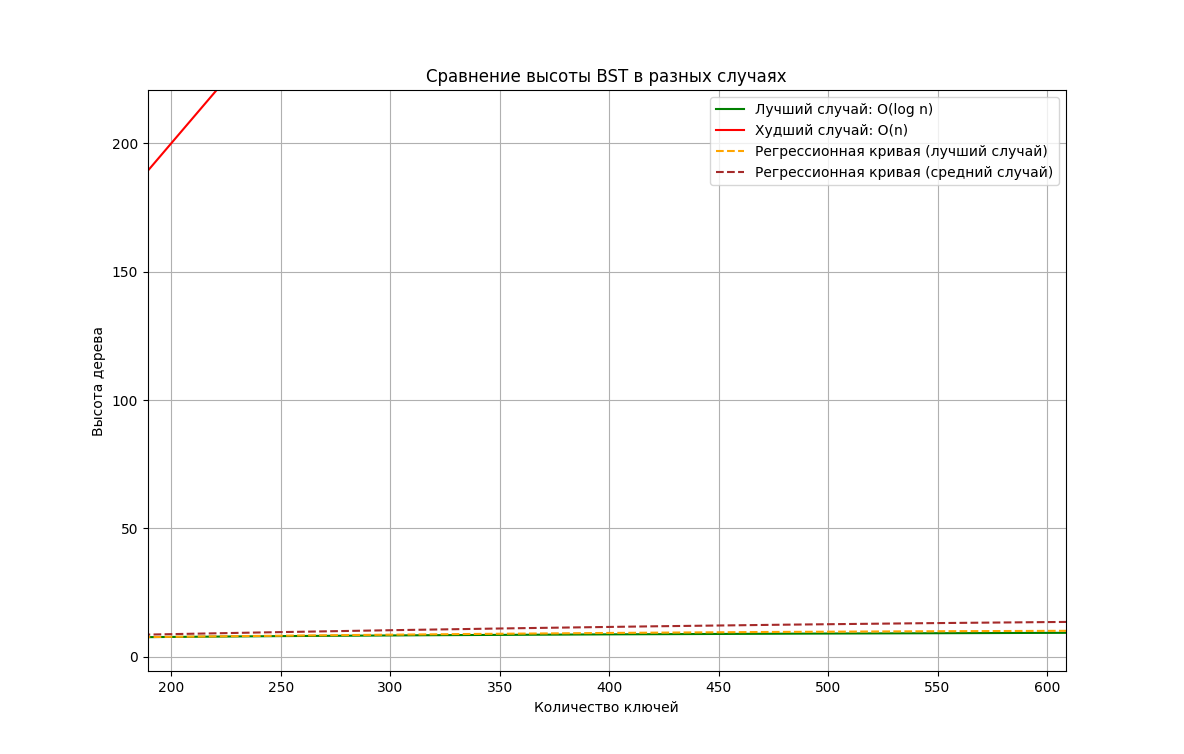 Сравнение высоты BST в разных случаях
Лучший случай: O(log n)
Худший случай: O(n)
Регрессионная кривая (лучший случай)
Регрессионная кривая (средний случай)
200
150
100
50
0
Высота дерева
200 250 300 350 400 450 500 550 600
Количество ключей